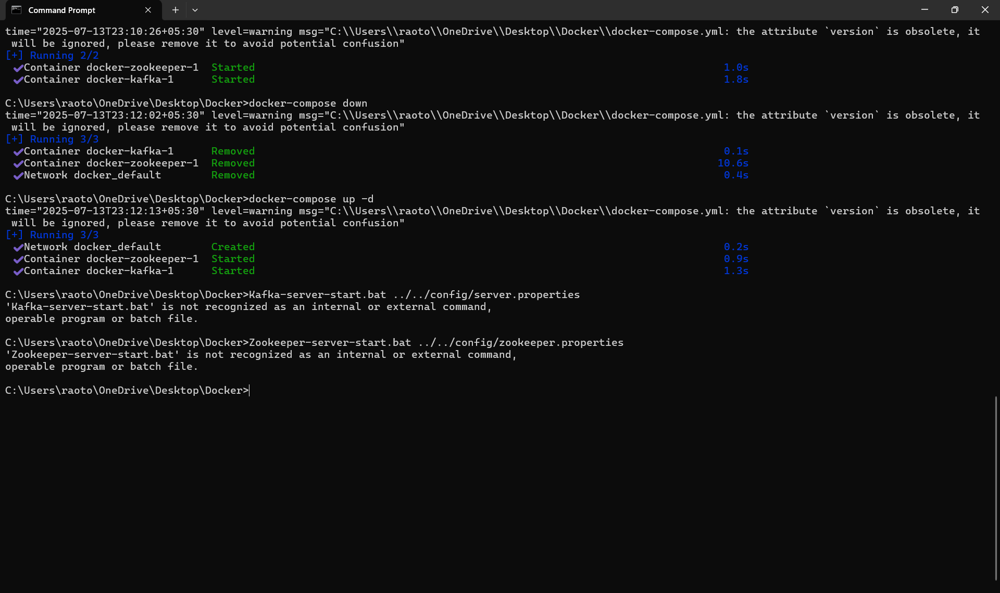 Command Prompt
time="2025-07-13T23:10:26+05:30" level=warning msg="C:\\Users\\raoto\\OneDrive\\Desktop\\Docker\\docker-compose.yml: the attribute `version` is obsolete, it
will be ignored, please remove it to avoid potential confusion"
[+] Running 2/2
Container docker-zookeeper-1 Started 1.0s
Container docker-kafka-1 Started 1.8s
C:\Users\raoto\OneDrive\Desktop\Docker>docker-compose down
time="2025-07-13T23:12:02+05:30" level=warning msg="C:\\Users\\raoto\\OneDrive\\Desktop\\Docker\\docker-compose.yml: the attribute `version` is obsolete, it
will be ignored, please remove it to avoid potential confusion"
[+] Running 3/3
Container docker-kafka-1 Removed 0.1s
Container docker-zookeeper-1 Removed 10.6s
Network docker_default Removed 0.4s
C:\Users\raoto\OneDrive\Desktop\Docker>docker-compose up -d
time="2025-07-13T23:12:13+05:30" level=warning msg="C:\\Users\\raoto\\OneDrive\\Desktop\\Docker\\docker-compose.yml: the attribute `version` is obsolete, it
will be ignored, please remove it to avoid potential confusion"
[+] Running 3/3
Network docker_default Created 0.2s
Container docker-zookeeper-1 Started 0.9s
Container docker-kafka-1 Started 1.3s
C:\Users\raoto\OneDrive\Desktop\Docker>Kafka-server-start.bat ../../config/server.properties
'Kafka-server-start.bat' is not recognized as an internal or external command,
operable program or batch file.
C:\Users\raoto\OneDrive\Desktop\Docker>Zookeeper-server-start.bat ../../config/zookeeper.properties
'Zookeeper-server-start.bat' is not recognized as an internal or external command,
operable program or batch file.
C:\Users\raoto\OneDrive\Desktop\Docker>